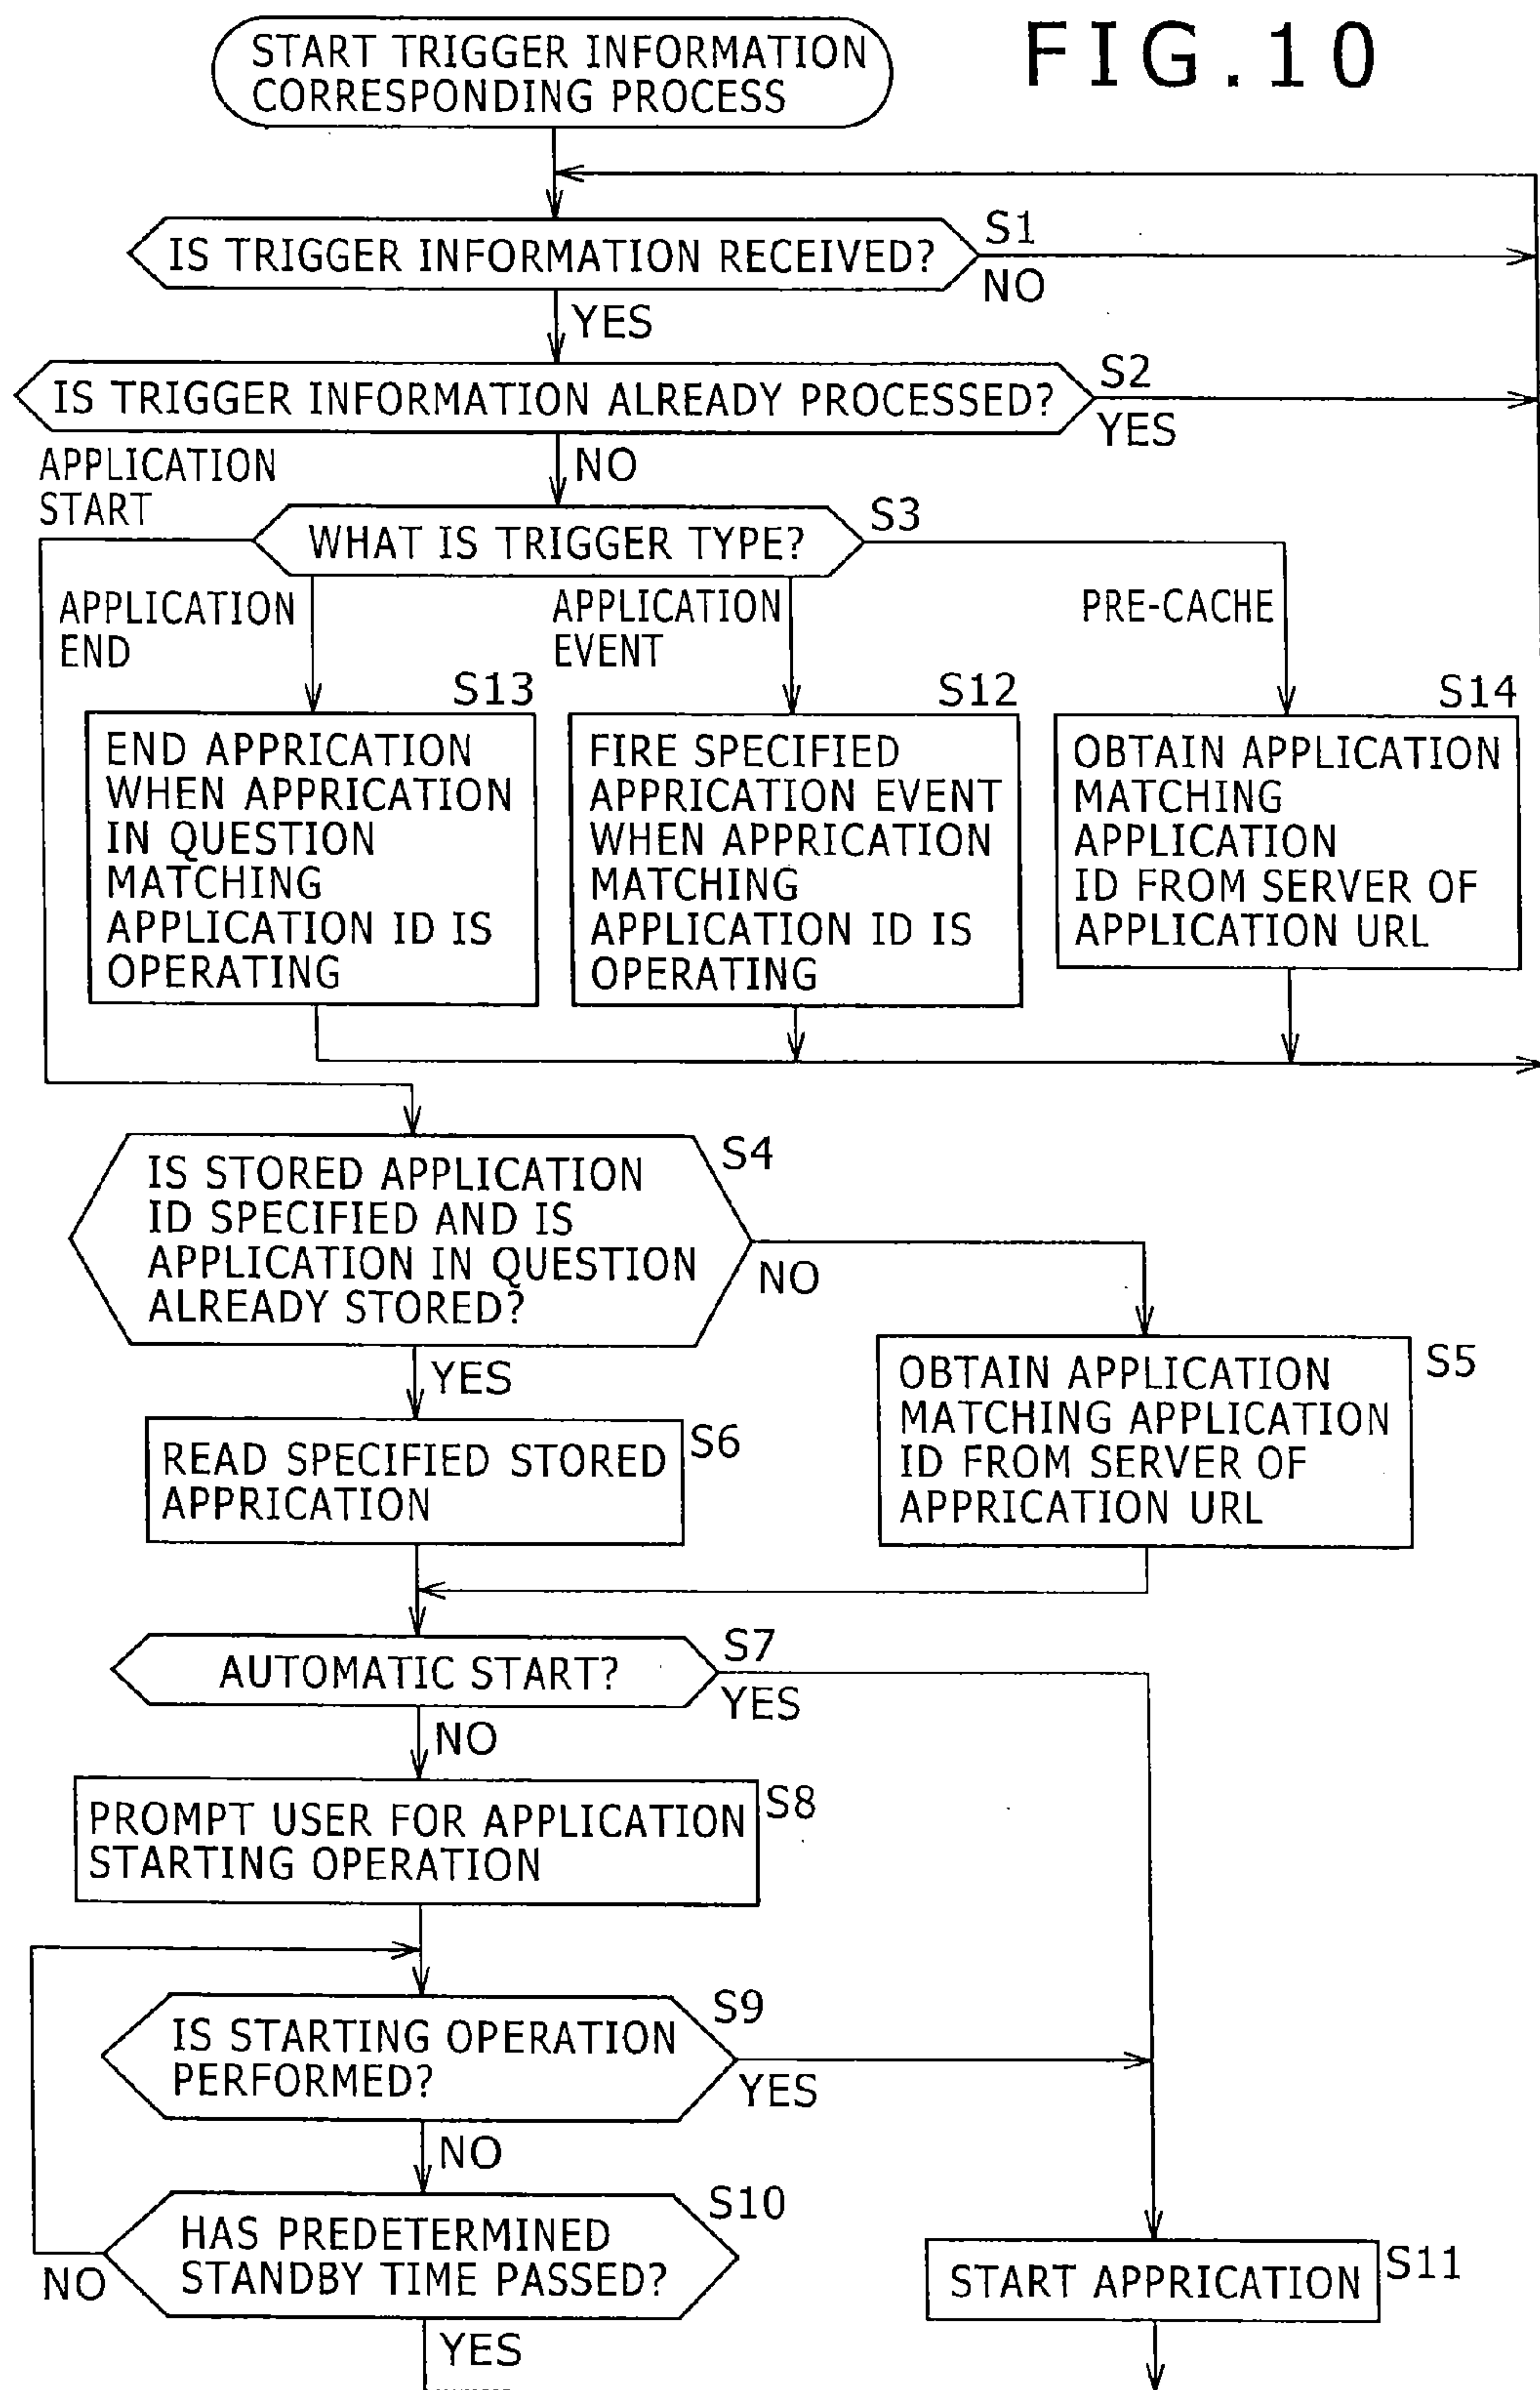 START TRIGGER INFORMATION
CORRESPONDING PROCESS
FIG.10
IS TRIGGER INFORMATION RECEIVED?
S1
NO
YES
IS TRIGGER INFORMATION ALREADY PROCESSED?
S2
YES
NO
APPLICATION
START
WHAT IS TRIGGER TYPE?
S3
APPLICATION
END
APPLICATION
EVENT
PRE-CACHE
S13
END APPRICATION
WHEN APPRICATION
IN QUESTION
MATCHING
APPLICATION ID IS
OPERATING
S12
FIRE SPECIFIED
APPRICATION EVENT
WHEN APPRICATION
MATCHING
APPLICATION ID IS
OPERATING
S14
OBTAIN APPLICATION
MATCHING
APPLICATION
ID FROM SERVER OF
APPLICATION URL
S4
IS STORED APPLICATION
ID SPECIFIED AND IS
APPLICATION IN QUESTION
ALREADY STORED?
NO
YES
S5
OBTAIN APPLICATION
MATCHING APPLICATION
ID FROM SERVER OF
APPRICATION URL
S6
READ SPECIFIED STORED
APPRICATION
S7
AUTOMATIC START?
YES
NO
S8
PROMPT USER FOR APPLICATION
STARTING OPERATION
S9
IS STARTING OPERATION
PERFORMED?
YES
NO
S10
HAS PREDETERMINED
STANDBY TIME PASSED?
NO
YES
S11
START APPRICATION